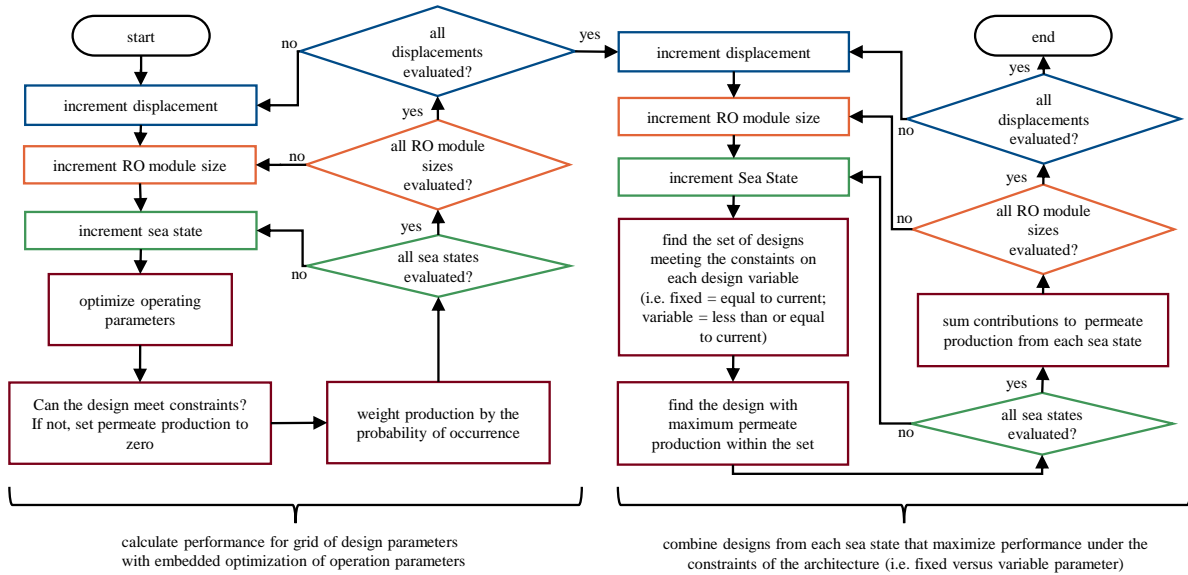 start
increment displacement
increment RO module size
increment sea state
optimize operating
parameters
Can the design meet constraints?
If not, set permeate production to
zero
weight production by the
probability of occurrence
all sea states
evaluated?
no
yes
all RO module
sizes
evaluated?
no
yes
all
displacements
evaluated?
no
yes
increment displacement
increment RO module size
increment Sea State
find the set of designs
meeting the constaints on
each design variable
(i.e. fixed = equal to current;
variable = less than or equal
to current)
find the design with
maximum permeate
production within the set
all sea states
evaluated?
no
yes
sum contributions to permeate
production from each sea state
all RO module
sizes
evaluated?
no
yes
all
displacements
evaluated?
no
yes
end
calculate performance for grid of design parameters
with embedded optimization of operation parameters
combine designs from each sea state that maximize performance under the
constraints of the architecture (i.e. fixed versus variable parameter)